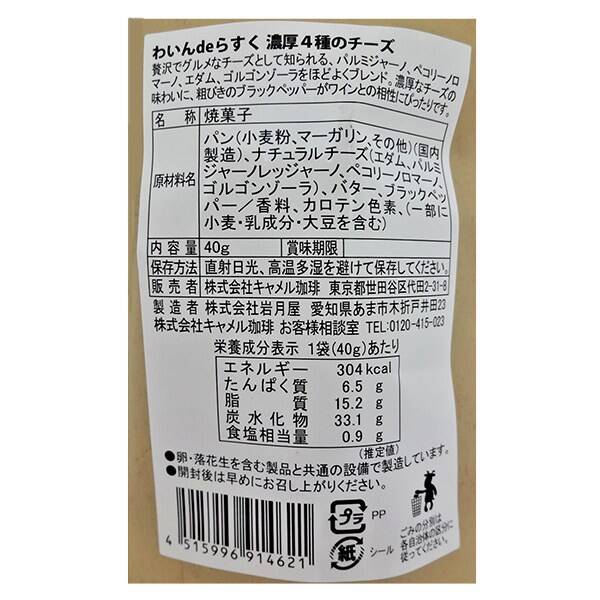 わいんdeらすく 濃厚4種のチーズ
贅沢でグルメなチーズとして知られる、パルミジャーノ、ペコリーノロ
マーノ、エダム、ゴルゴンゾーラをほどよくブレンド。濃厚なチーズの
味わいに、粗びきのブラックペッパーがワインとの相性にぴったりです。
名称 焼菓子
原材料名 パン(小麦粉、マーガリン、その他)(国内
製造)、ナチュラルチーズ(エダム、パルミ
ジャーノレッジャーノ、ペコリーノロマーノ、
ゴルゴンゾーラ)、バター、ブラックペッ
パー/香料、カロテン色素、(一部に
小麦・乳成分・大豆を含む)
内容量 40g 賞味期限
保存方法 直射日光、高温多湿を避けて保存してください。
販売者 株式会社キャメル珈琲 東京都世田谷区代田2-31-8
製造者 株式会社岩月屋 愛知県あま市木折戸井田23
株式会社キャメル珈琲 お客様相談室 TEL:0120-415-023
栄養成分表示 1袋(40g)あたり
エネルギー 304kcal
たんぱく質 6.5 g
脂質 15.2 g
炭水化物 33.1 g
食塩相当量 0.9 g
(推定値)
●卵・落花生を含む製品と共通の設備で製造しています。
●開封後は早めにお召し上がりください。
プラ PP
紙 シール
ごみの分別は
各自治体の区分に
従ってください。
4 515996 914621